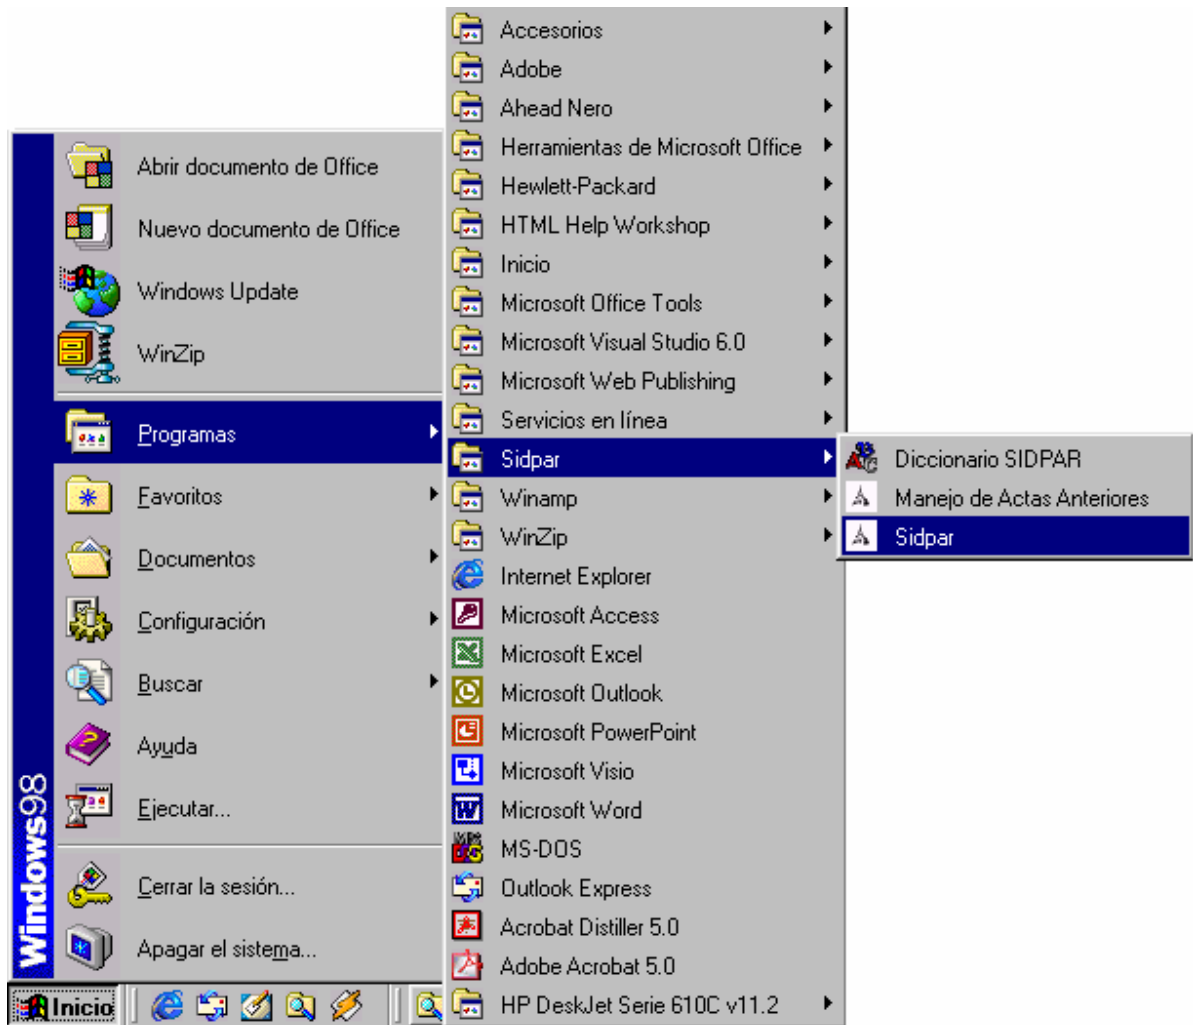 Abrir documento de Office
Nuevo documento de Office
Windows Update
WinZip
Programas
Favoritos
Documentos
Configuración
Buscar
Ayuda
Ejecutar...
Cerrar la sesión...
Apagar el sistema...
Windows98
Inicio
Accesorios
Adobe
Ahead Nero
Herramientas de Microsoft Office
Hewlett-Packard
HTML Help Workshop
Inicio
Microsoft Office Tools
Microsoft Visual Studio 6.0
Microsoft Web Publishing
Servicios en línea
Sidpar
Winamp
WinZip
Internet Explorer
Microsoft Access
Microsoft Excel
Microsoft Outlook
Microsoft PowerPoint
Microsoft Visio
Microsoft Word
MS-DOS
Outlook Express
Acrobat Distiller 5.0
Adobe Acrobat 5.0
HP DeskJet Serie 610C v11.2
Diccionario SIDPAR
Manejo de Actas Anteriores
Sidpar